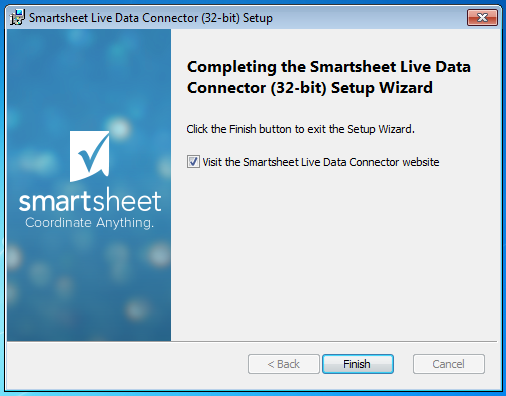 Smartsheet Live Data Connector (32-bit) Setup
Completing the Smartsheet Live Data
Connector (32-bit) Setup Wizard
Click the Finish button to exit the Setup Wizard.
Visit the Smartsheet Live Data Connector website
smartsheet
Coordinate Anything.
< Back
Finish
Cancel